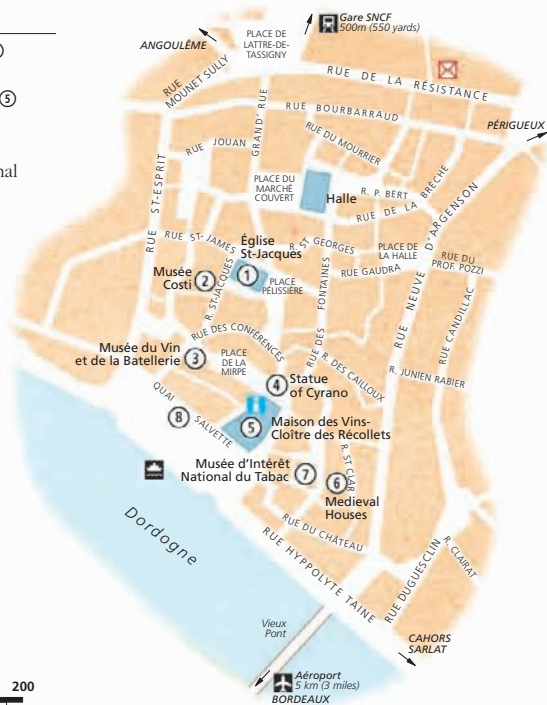 Gare SNCF
500m (550 yards)
PLACE DE
LATTRE-DE-
TASSIGNY
ANGOULÊME
RUE
MOUNET SULLY
RUE DE LA RÉSISTANCE
GRAND' RUE
RUE BOURBARRAUD
PÉRIGUEUX
RUE JOUAN
RUE DU MOURRIER
5
nal
PLACE DU
MARCHÉ
COUVERT
Halle
R. P. BERT
RUE DE LA BRÈCHE
RUE ST-ESPRIT
RUE NEUVE D'ARGENSON
RUE ST-JAMES
Église
St-Jacques
1
R. ST GEORGES
PLACE DE
LA HALLE
RUE DU
PROF. POZZI
Musée
Costi
2
R. ST-JACQUES
PLACE
PÉLISSIÈRE
RUE GAUDRA
RUE DES FONTAINES
RUE CANDILLAC
RUE DES CONFÉRENCES
Musée du Vin
et de la Batellerie
3
PLACE
DE LA
MIRPE
R. DES CAILLOUX
R. JUNIEN RABIER
4
Statue
of Cyrano
QUAI SALVETTE
8
5
Maison des Vins-
Cloître des Récollets
Musée d'Intérêt
National du Tabac
7
6
R. ST CLAR
Medieval
Houses
Dordogne
RUE DU CHÂTEAU
RUE HYPPOLYTE TAINE
RUE DUGUESCLIN
R. CLAIRAT
Vieux
Pont
CAHORS
SARLAT
Aéroport
5 km (3 miles)
BORDEAUX
200